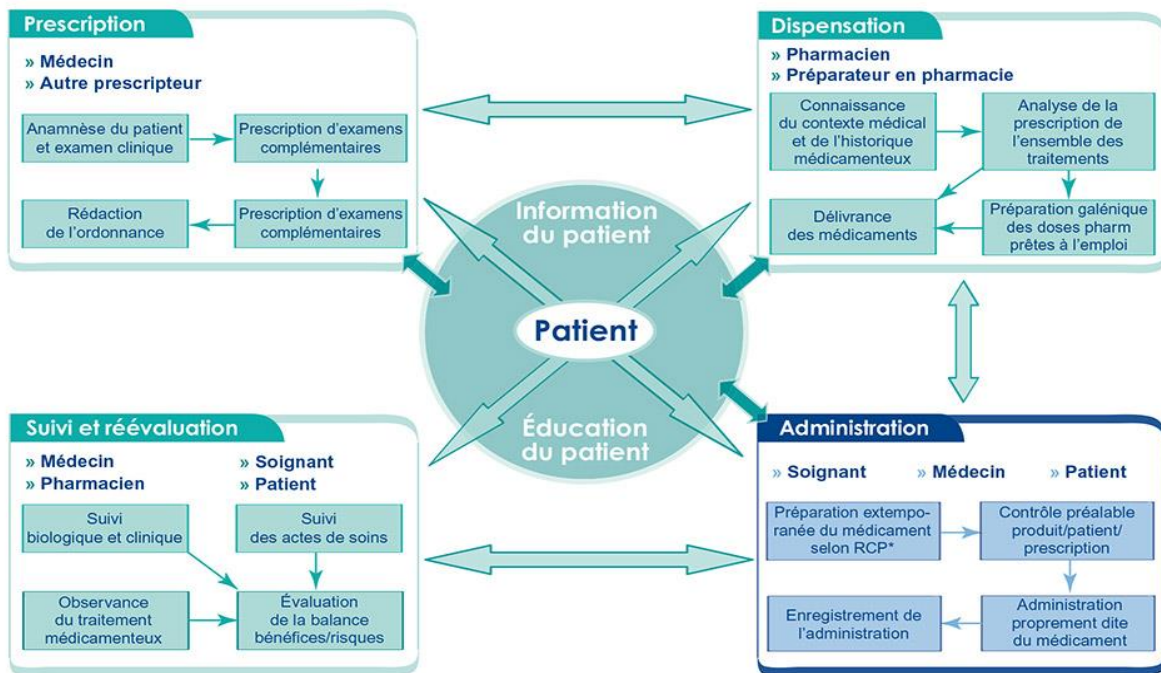 Prescription
» Médecin
» Autre prescripteur
Anamnèse du patient
et examen clinique
Prescription d'examens
complémentaires
Rédaction
de l'ordonnance
Prescription d'examens
complémentaires
Dispensation
» Pharmacien
» Préparateur en pharmacie
Connaissance
du contexte médical
et de l'historique
médicamenteux
Analyse de la
prescription de
l'ensemble des
traitements
Délivrance
des médicaments
Préparation galénique
des doses pharm
prêtes à l'emploi
Information
du patient
Patient
Éducation
du patient
Suivi et réévaluation
» Médecin
» Pharmacien
» Soignant
» Patient
Suivi
biologique et clinique
Suivi
des actes de soins
Observance
du traitement
médicamenteux
Évaluation
de la balance
bénéfices/risques
Administration
» Soignant
» Médecin
» Patient
Préparation extempo-
ranée du médicament
selon RCP*
Contrôle préalable
produit/patient/
prescription
Enregistrement de
l'administration
Administration
proprement dite
du médicament